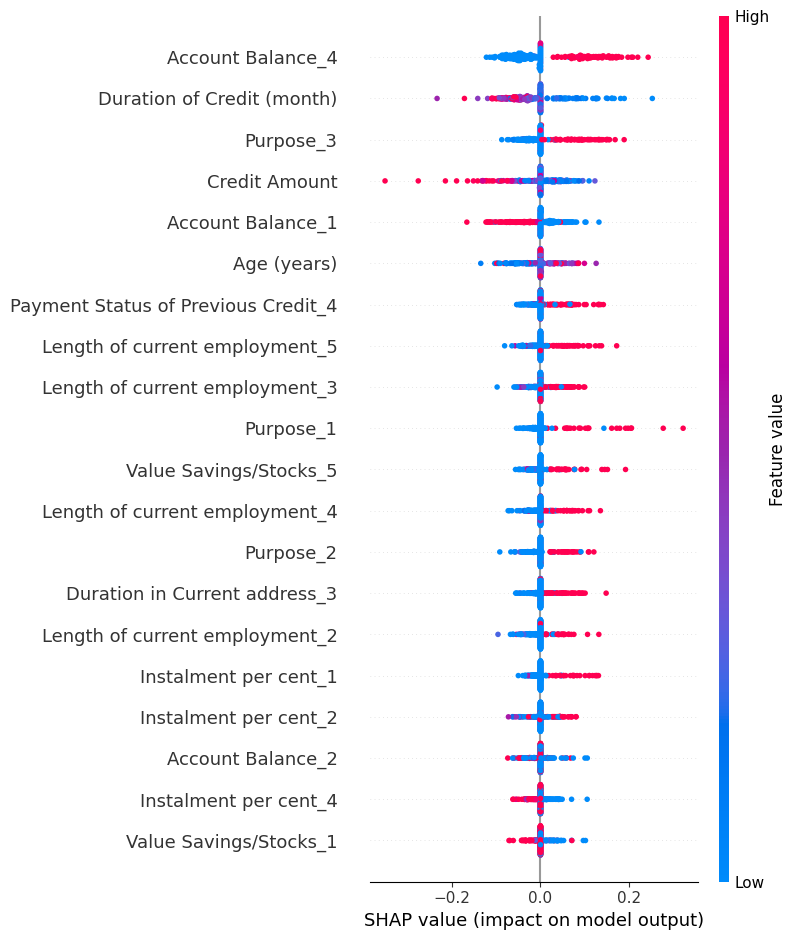 High
Account Balance_4
Duration of Credit (month)
Purpose_3
Credit Amount
Account Balance_1
Age (years)
Payment Status of Previous Credit_4
Length of current employment_5
Length of current employment_3
Purpose_1
Value Savings/Stocks_5
Length of current employment_4
Purpose_2
Duration in Current address_3
Length of current employment_2
Instalment per cent_1
Instalment per cent_2
Account Balance_2
Instalment per cent_4
Value Savings/Stocks_1
Feature value
Low
−0.2 0.0 0.2
SHAP value (impact on model output)